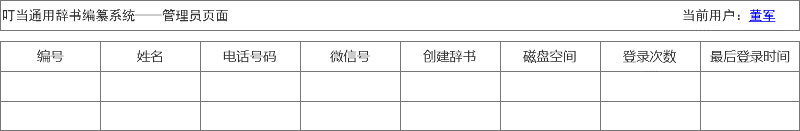 叮当通用辞书编纂系统——管理员页面 当前用户：董军
编号 姓名 电话号码 微信号 创建辞书 磁盘空间 登录次数 最后登录时间